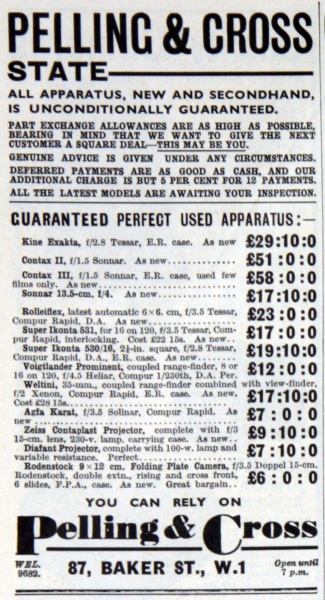 PELLING & CROSS
STATE
ALL APPARATUS, NEW AND SECONDHAND,
IS UNCONDITIONALLY GUARANTEED.
PART EXCHANGE ALLOWANCES ARE AS HIGH AS POSSIBLE,
BEARING IN MIND THAT WE WANT TO GIVE THE NEXT
CUSTOMER A SQUARE DEAL—THIS MAY BE YOU.
GENUINE ADVICE IS GIVEN UNDER ANY CIRCUMSTANCES.
DEFERRED PAYMENTS ARE AS GOOD AS CASH, AND OUR
ADDITIONAL CHARGE IS BUT 5 PER CENT FOR 12 PAYMENTS.
ALL THE LATEST MODELS ARE AWAITING YOUR INSPECTION.
GUARANTEED PERFECT USED APPARATUS:—
Kine Exakta, f/2.8 Tessar, E.R. case. As new £29:10:0
Contax II, f/1.5 Sonnar. As new............... £51:0:0
Contax III, f/1.5 Sonnar, E.R. case, used few
films only. As new............................ £58:0:0
Sonnar 13.5-cm. f/4. As new.................. £17:10:0
Rolleiflex, latest automatic 6×6. cm, f/3.5 Tessar,
Compur Rapid, D.A. As new.................... £23:0:0
Super Ikonta 531, for 16 on 120, f/3.5 Tessar, Com-
pur Rapid, interlocking. Cost £22 15s. As new.. £17:0:0
Super Ikonta 530/16, 2¼-in. square, f/2.8 Tessar,
Compur Rapid, D.A., E.R. case. As new........ £19:10:0
Voigtlander Prominent, coupled range-finder, 8 or
16 on 120, f/4.5 Heliar, Compur 1/250th, D.A. Per. £12:0:0
Weltini, 35-mm., coupled range-finder combined with view-finder,
f/2 Xenon, Compur Rapid, E.R. case. As new.
Cost £28 15s.................................. £17:10:0
Agfa Karat, f/3.5 Solinar, Compur Rapid. As
new.......................................... £7:0:0
Zeiss Contaplast Projector, complete with f/3
15-cm. lens, 230-v. lamp, carrying case. As new.. £9:10:0
Diafant Projector, complete with 100-w. lamp and
variable resistance. Perfect.................. £7:10:0
Rodenstock 9×12 cm. Folding Plate Camera, f/3.5 Doppel 15-cm.
Rodenstock, double extn., rising and cross front,
6 slides, F.P.A., case. As new. Great bargain.. £6:0:0
YOU CAN RELY ON
Pelling & Cross
WEL. 9682. 87, BAKER ST., W.1 Open until 7 p.m.